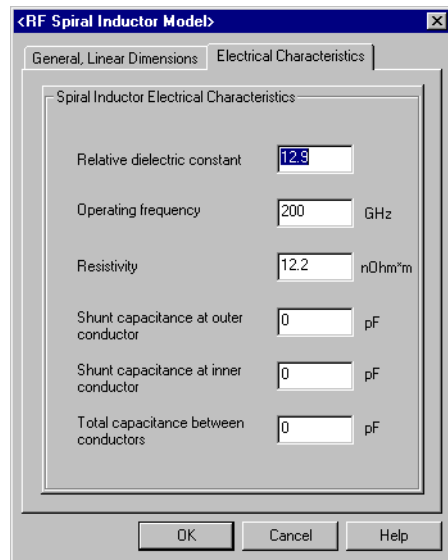 <RF Spiral Inductor Model>
General, Linear Dimensions
Electrical Characteristics
Spiral Inductor Electrical Characteristics
Relative dielectric constant 12.9
Operating frequency 200 GHz
Resistivity 12.2 nOhm*m
Shunt capacitance at outer
conductor 0 pF
Shunt capacitance at inner
conductor 0 pF
Total capacitance between
conductors 0 pF
OK Cancel Help